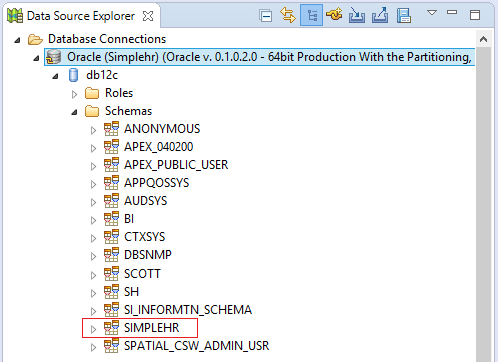 Data Source Explorer
Database Connections
Oracle (Simplehr) (Oracle v. 0.1.0.2.0 - 64bit Production With the Partitioning,
db12c
Roles
Schemas
ANONYMOUS
APEX_040200
APEX_PUBLIC_USER
APPQOSSYS
AUDSYS
BI
CTXSYS
DBSNMP
SCOTT
SH
SI_INFORMTN_SCHEMA
SIMPLEHR
SPATIAL_CSW_ADMIN_USR